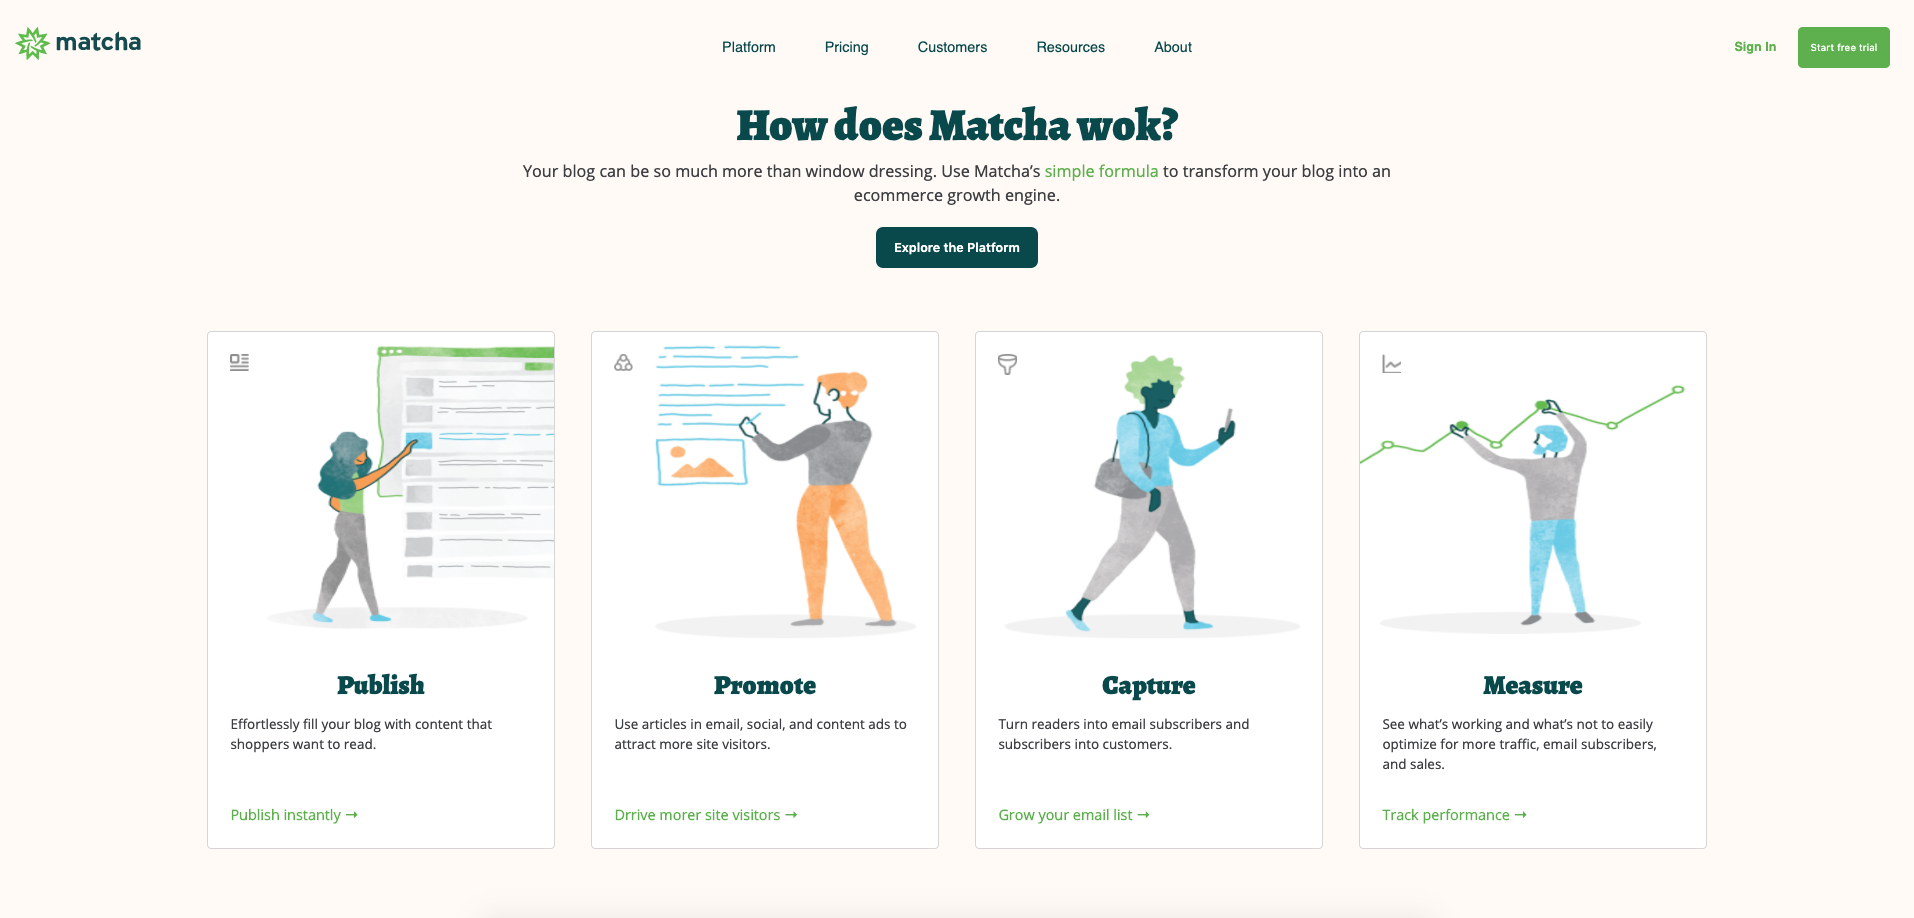 matcha
Platform
Pricing
Customers
Resources
About
Sign In
Start free trial
How does Matcha wok?
Your blog can be so much more than window dressing. Use Matcha’s simple formula to transform your blog into an
ecommerce growth engine.
Explore the Platform
Publish
Effortlessly fill your blog with content that
shoppers want to read.
Publish instantly →
Promote
Use articles in email, social, and content ads to
attract more site visitors.
Drrive morer site visitors →
Capture
Turn readers into email subscribers and
subscribers into customers.
Grow your email list →
Measure
See what’s working and what’s not to easily
optimize for more traffic, email subscribers,
and sales.
Track performance →